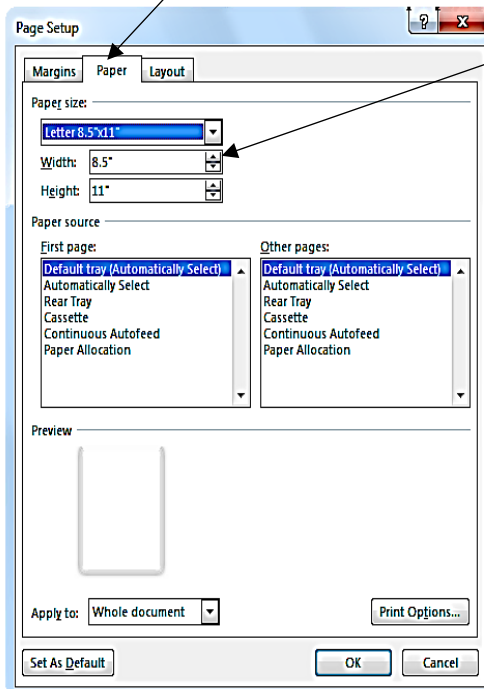 Page Setup ? X
Margins Paper Layout
Paper size:
Letter 8.5"x11"
Width: 8.5"
Height: 11"
Paper source
First page: Other pages:
Default tray (Automatically Select) Default tray (Automatically Select)
Automatically Select Automatically Select
Rear Tray Rear Tray
Cassette Cassette
Continuous Autofeed Continuous Autofeed
Paper Allocation Paper Allocation
Preview
Apply to: Whole document Print Options...
Set As Default OK Cancel